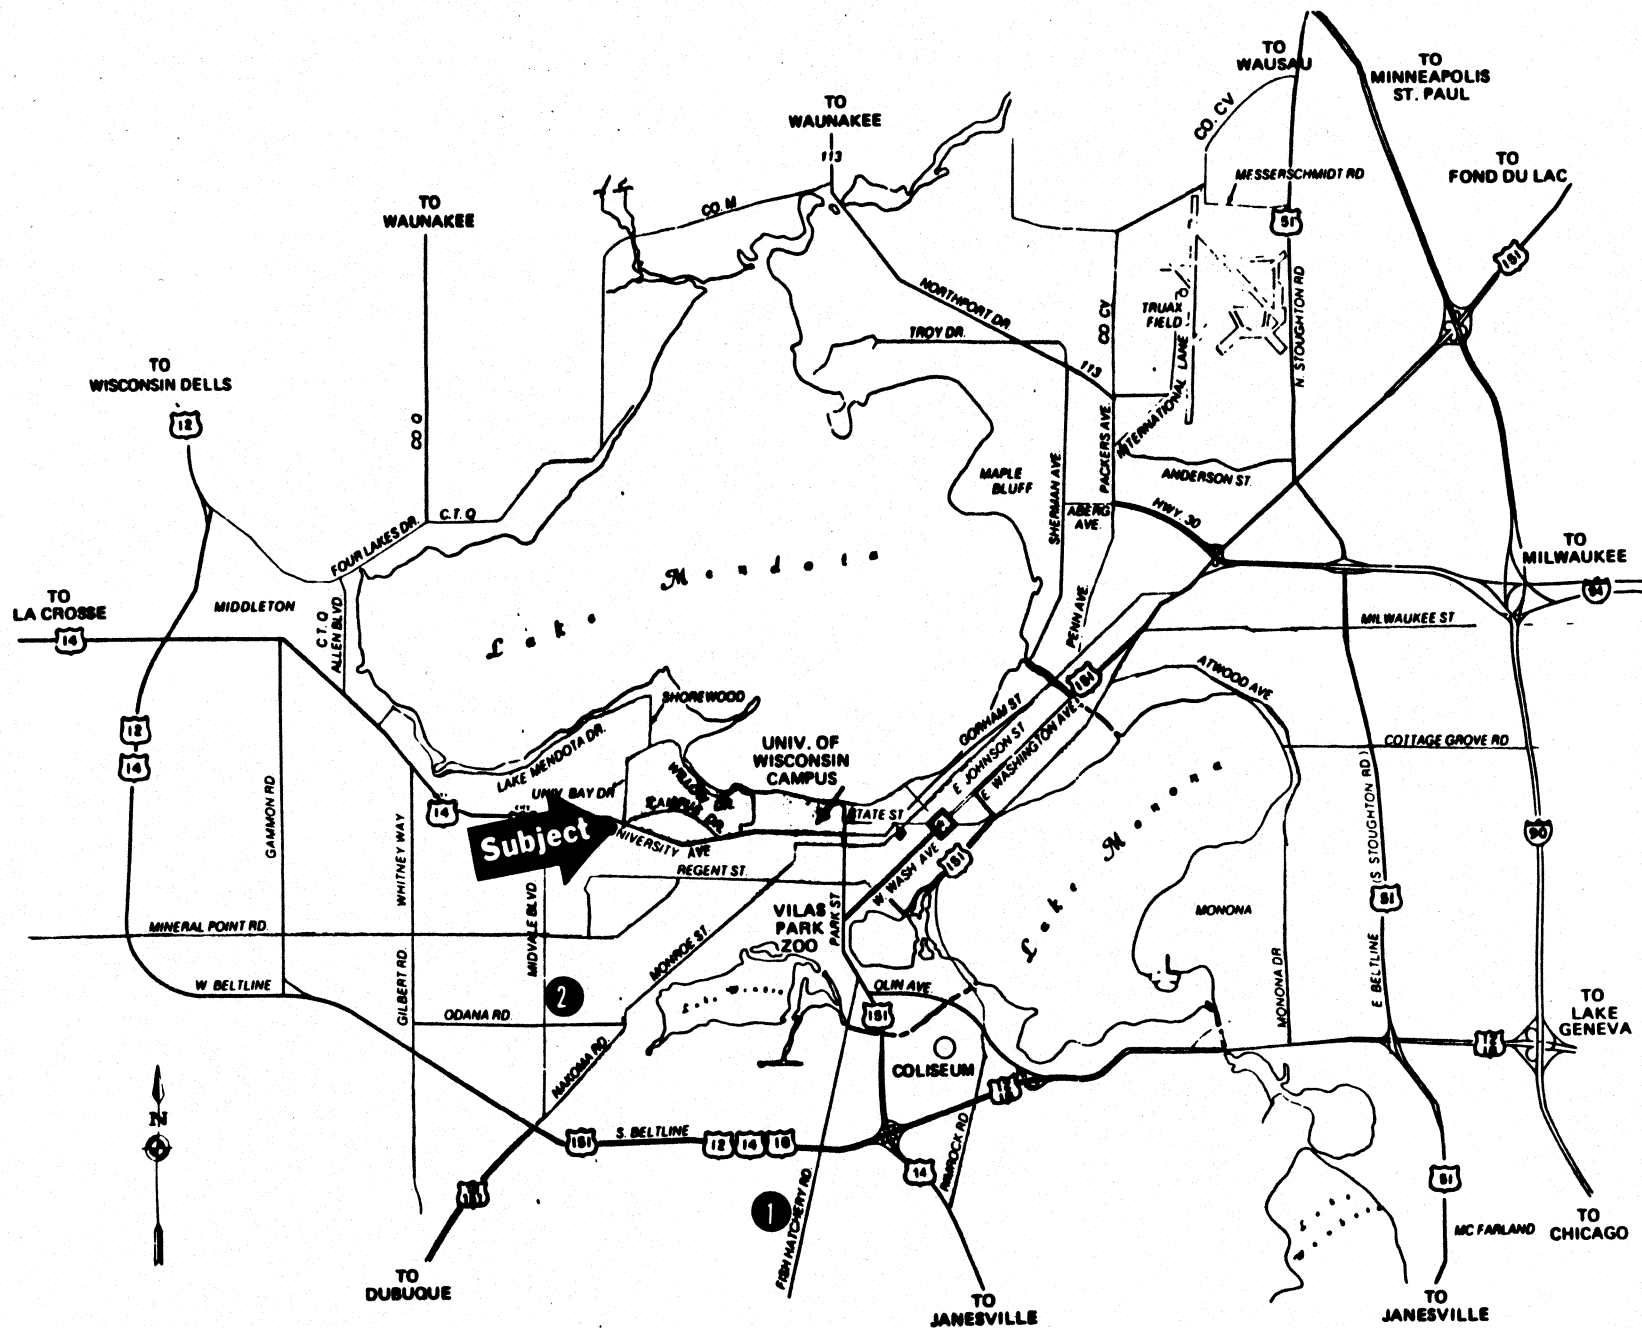 TO
WAUSAU
TO
MINNEAPOLIS
ST. PAUL
TO
WAUNAKEE
113
CO. CV
TO
FOND DU LAC
MESSERSCHMIDT RD
TO
WAUNAKEE
CO. M
51
151
NORTHPORT DR.
TROY DR.
CO CV
TRUAX
FIELD
N. STOUGHTON RD
INTERNATIONAL LANE
113
TO
WISCONSIN DELLS
12
CO Q
PACKERS AVE.
SHERMAN AVE.
MAPLE
BLUFF
ANDERSON ST.
C.T. Q
FOUR LAKES DR.
ABERG
AVE.
HWY. 30
TO
MILWAUKEE
94
Lake Mendota
TO
LA CROSSE
14
MIDDLETON
C.T. Q
ALLEN BLVD
PENN AVE.
MILWAUKEE ST
ATWOOD AVE
151
SHOREWOOD
GORHAM ST
E JOHNSON ST
E WASHINGTON AVE
12
14
LAKE MENDOTA DR.
UNIV. OF
WISCONSIN
CAMPUS
COTTAGE GROVE RD
UNIV. BAY DR
WILLOW DR
CAMPUS DR
14
STATE ST
Subject
NIVERSITY AVE
REGENT ST.
W. WASH AVE
151
Lake Monona
GAMMON RD
WHITNEY WAY
MIDVALE BLVD
(S STOUGHTON RD)
90
51
MINERAL POINT RD
VILAS
PARK
ZOO
PARK ST
MONONA
MONROE ST.
W BELTLINE
GILBERT RD
2
ODANA RD
OLIN AVE.
151
MONONA DR
E BELTLINE
TO
LAKE
GENEVA
12
18
NAKOMA RD.
COLISEUM
12
18
N
151
S. BELTLINE
12
14
18
RIMROCK RD
14
51
1
FISH HATCHERY RD.
MC FARLAND
TO
CHICAGO
TO
DUBUQUE
TO
JANESVILLE
TO
JANESVILLE